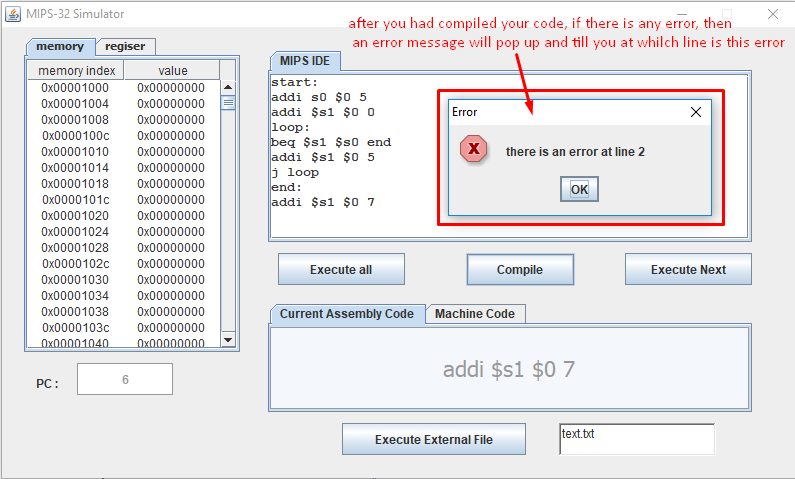 MIPS-32 Simulator
after you had compiled your code, if there is any error, then
an error message will pop up and till you at whilch line is this error
memory regiser
memory index value
0x00001000 0x00000000
0x00001004 0x00000000
0x00001008 0x00000000
0x0000100c 0x00000000
0x00001010 0x00000000
0x00001014 0x00000000
0x00001018 0x00000000
0x0000101c 0x00000000
0x00001020 0x00000000
0x00001024 0x00000000
0x00001028 0x00000000
0x0000102c 0x00000000
0x00001030 0x00000000
0x00001034 0x00000000
0x00001038 0x00000000
0x0000103c 0x00000000
0x00001040 0x00000000
PC : 6
MIPS IDE
start:
addi s0 $0 5
addi $s1 $0 0
loop:
beq $s1 $s0 end
addi $s1 $0 5
j loop
end:
addi $s1 $0 7
Error
X
there is an error at line 2
OK
Execute all Compile Execute Next
Current Assembly Code Machine Code
addi $s1 $0 7
Execute External File text.txt